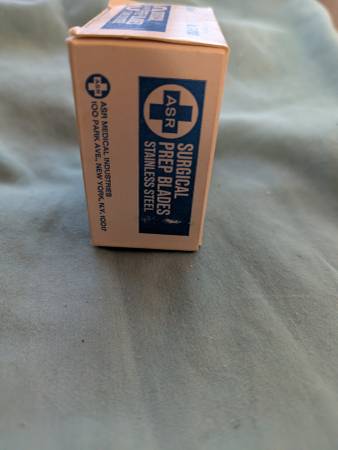 ASR
SURGICAL
PREP BLADES
STAINLESS STEEL
ASR
ASR MEDICAL INDUSTRIES
100 PARK AVE., NEW YORK, N.Y. 10017